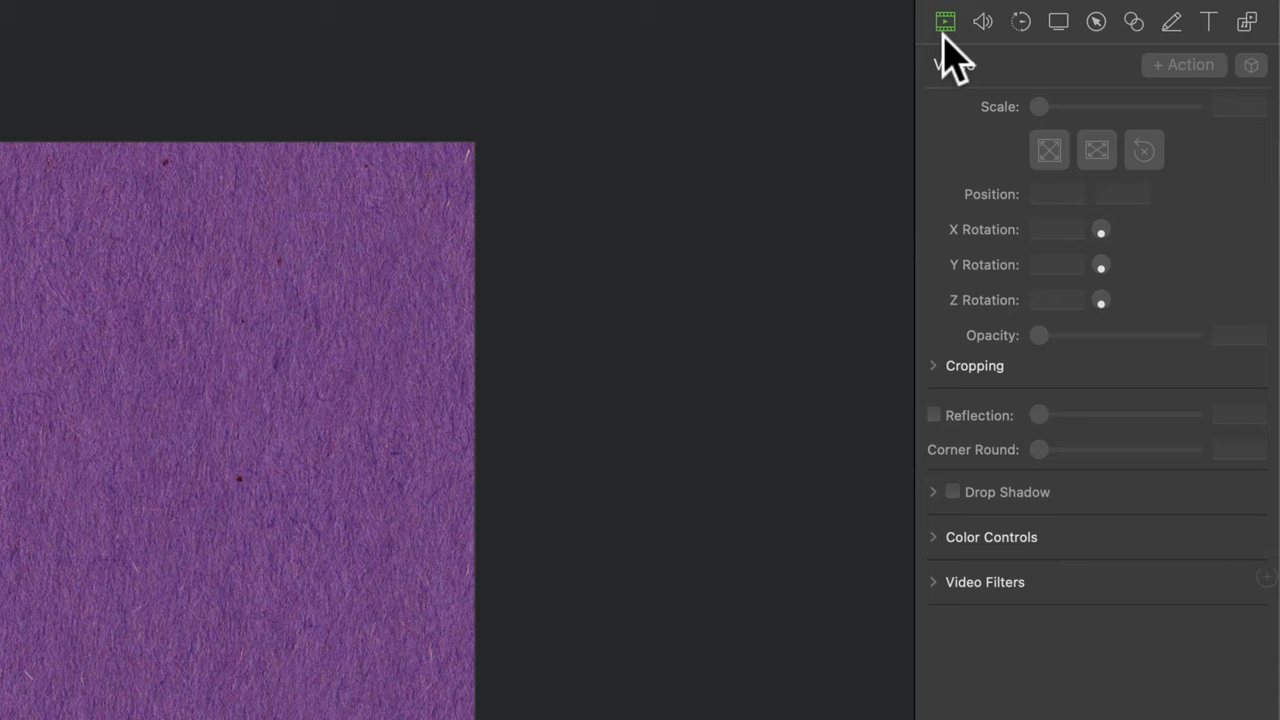 + Action
Scale:
Position:
X Rotation:
Y Rotation:
Z Rotation:
Opacity:
Cropping
Reflection:
Corner Round:
Drop Shadow
Color Controls
Video Filters